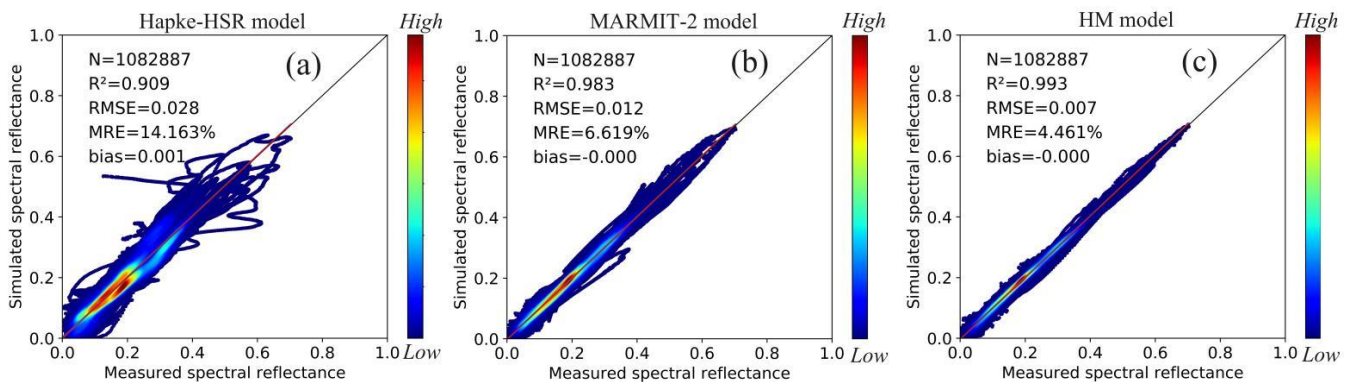 Hapke-HSR model
High
1.0
0.8
0.6
0.4
0.2
0.0
Simulated spectral reflectance
N=1082887
R²=0.909
RMSE=0.028
MRE=14.163%
bias=0.001
(a)
0.0 0.2 0.4 0.6 0.8 1.0
Measured spectral reflectance
Low
MARMIT-2 model
High
1.0
0.8
0.6
0.4
0.2
0.0
Simulated spectral reflectance
N=1082887
R²=0.983
RMSE=0.012
MRE=6.619%
bias=-0.000
(b)
0.0 0.2 0.4 0.6 0.8 1.0
Measured spectral reflectance
Low
HM model
High
1.0
0.8
0.6
0.4
0.2
0.0
Simulated spectral reflectance
N=1082887
R²=0.993
RMSE=0.007
MRE=4.461%
bias=-0.000
(c)
0.0 0.2 0.4 0.6 0.8 1.0
Measured spectral reflectance
Low